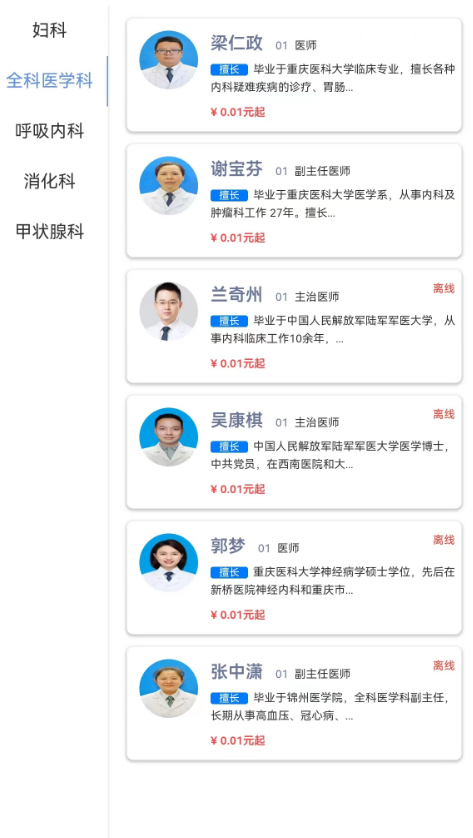 妇科
全科医学科
呼吸内科
消化科
甲状腺科
梁仁政 01 医师
擅长 毕业于重庆医科大学临床专业，擅长各种
内科疑难疾病的诊疗、胃肠...
¥ 0.01元起
谢宝芬 01 副主任医师
擅长 毕业于重庆医科大学医学系，从事内科及
肿瘤科工作 27年。擅长...
¥ 0.01元起
兰奇州 01 主治医师 离线
擅长 毕业于中国人民解放军陆军军医大学，从
事内科临床工作10余年，...
¥ 0.01元起
吴康棋 01 主治医师 离线
擅长 中国人民解放军陆军军医大学医学博士，
中共党员，在西南医院和大...
¥ 0.01元起
郭梦 01 医师 离线
擅长 重庆医科大学神经病学硕士学位，先后在
新桥医院神经内科和重庆市...
¥ 0.01元起
张中潇 01 副主任医师 离线
擅长 毕业于锦州医学院，全科医学科副主任，
长期从事高血压、冠心病、...
¥ 0.01元起